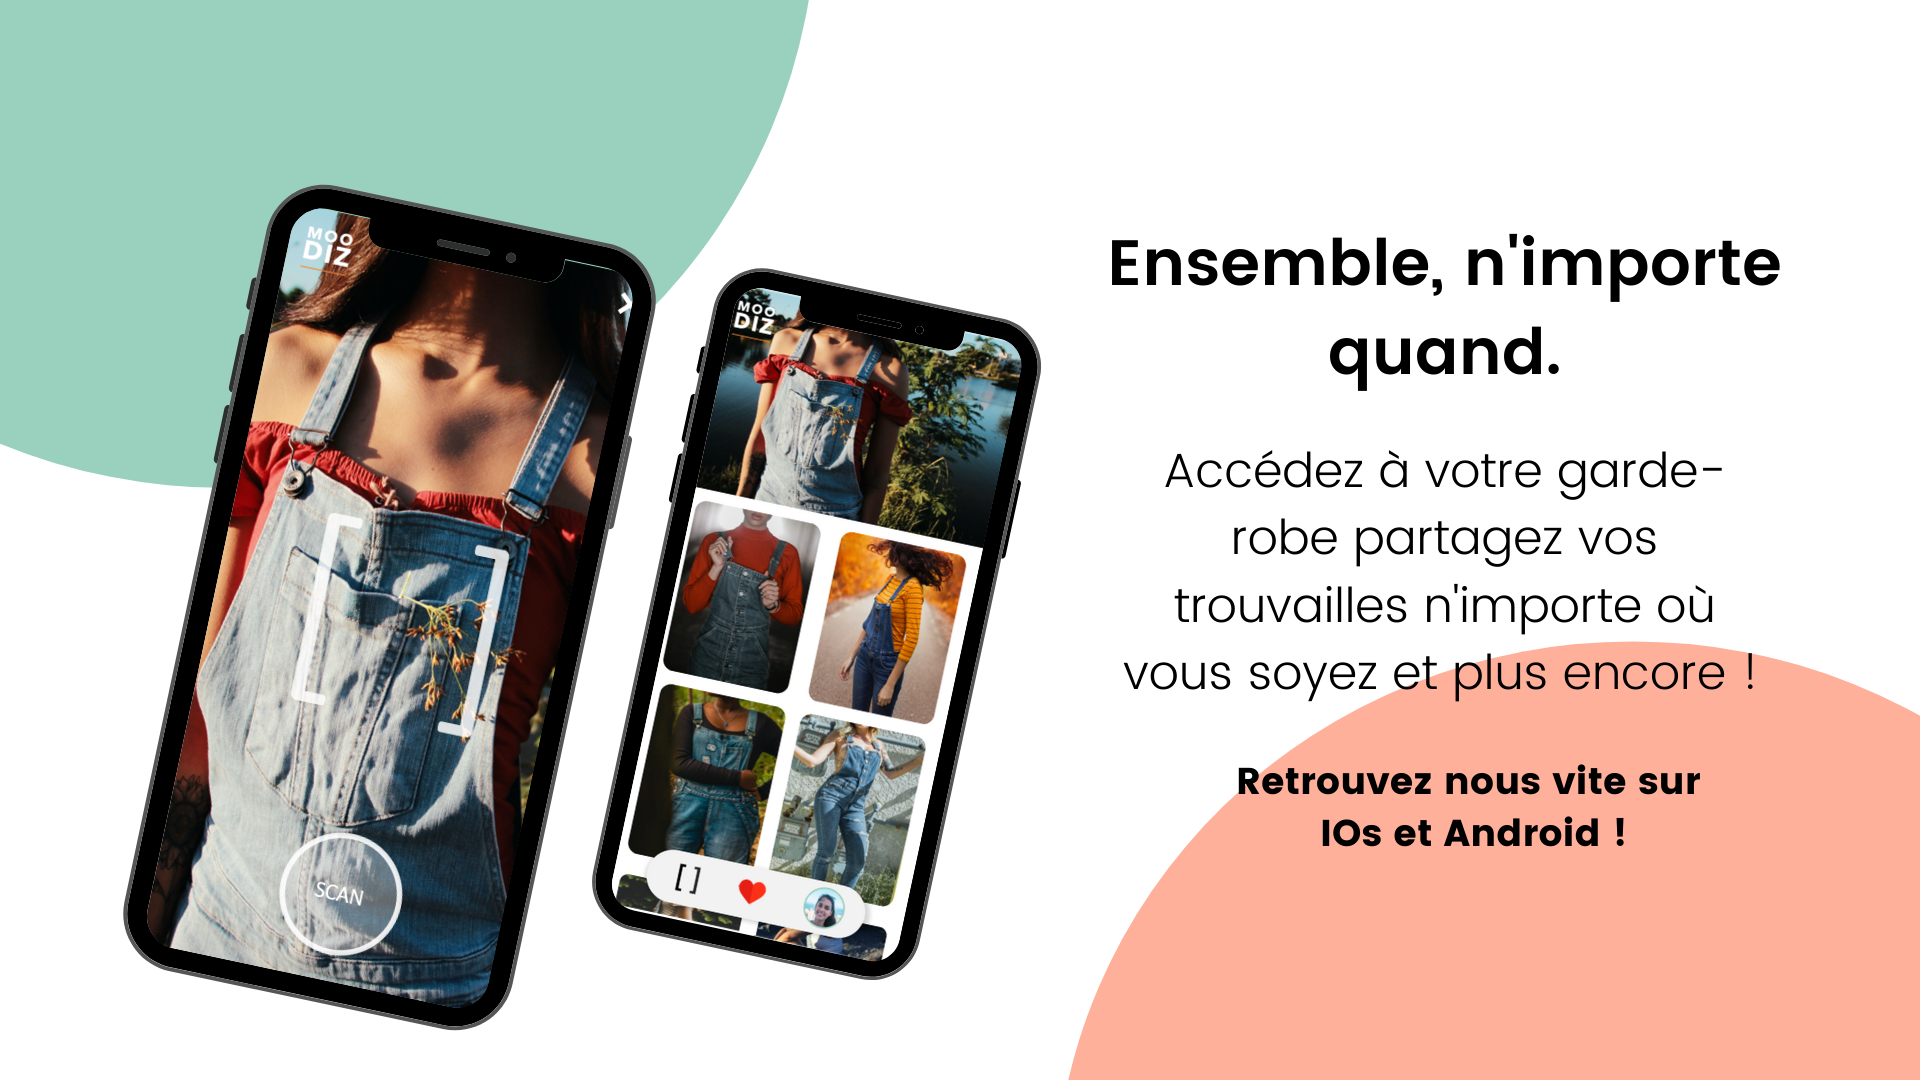 MOO
DIZ
SCAN
MOO
DIZ
[ ]
Ensemble, n'importe
quand.
Accédez à votre garde-
robe partagez vos
trouvailles n'importe où
vous soyez et plus encore !
Retrouvez nous vite sur
IOs et Android !